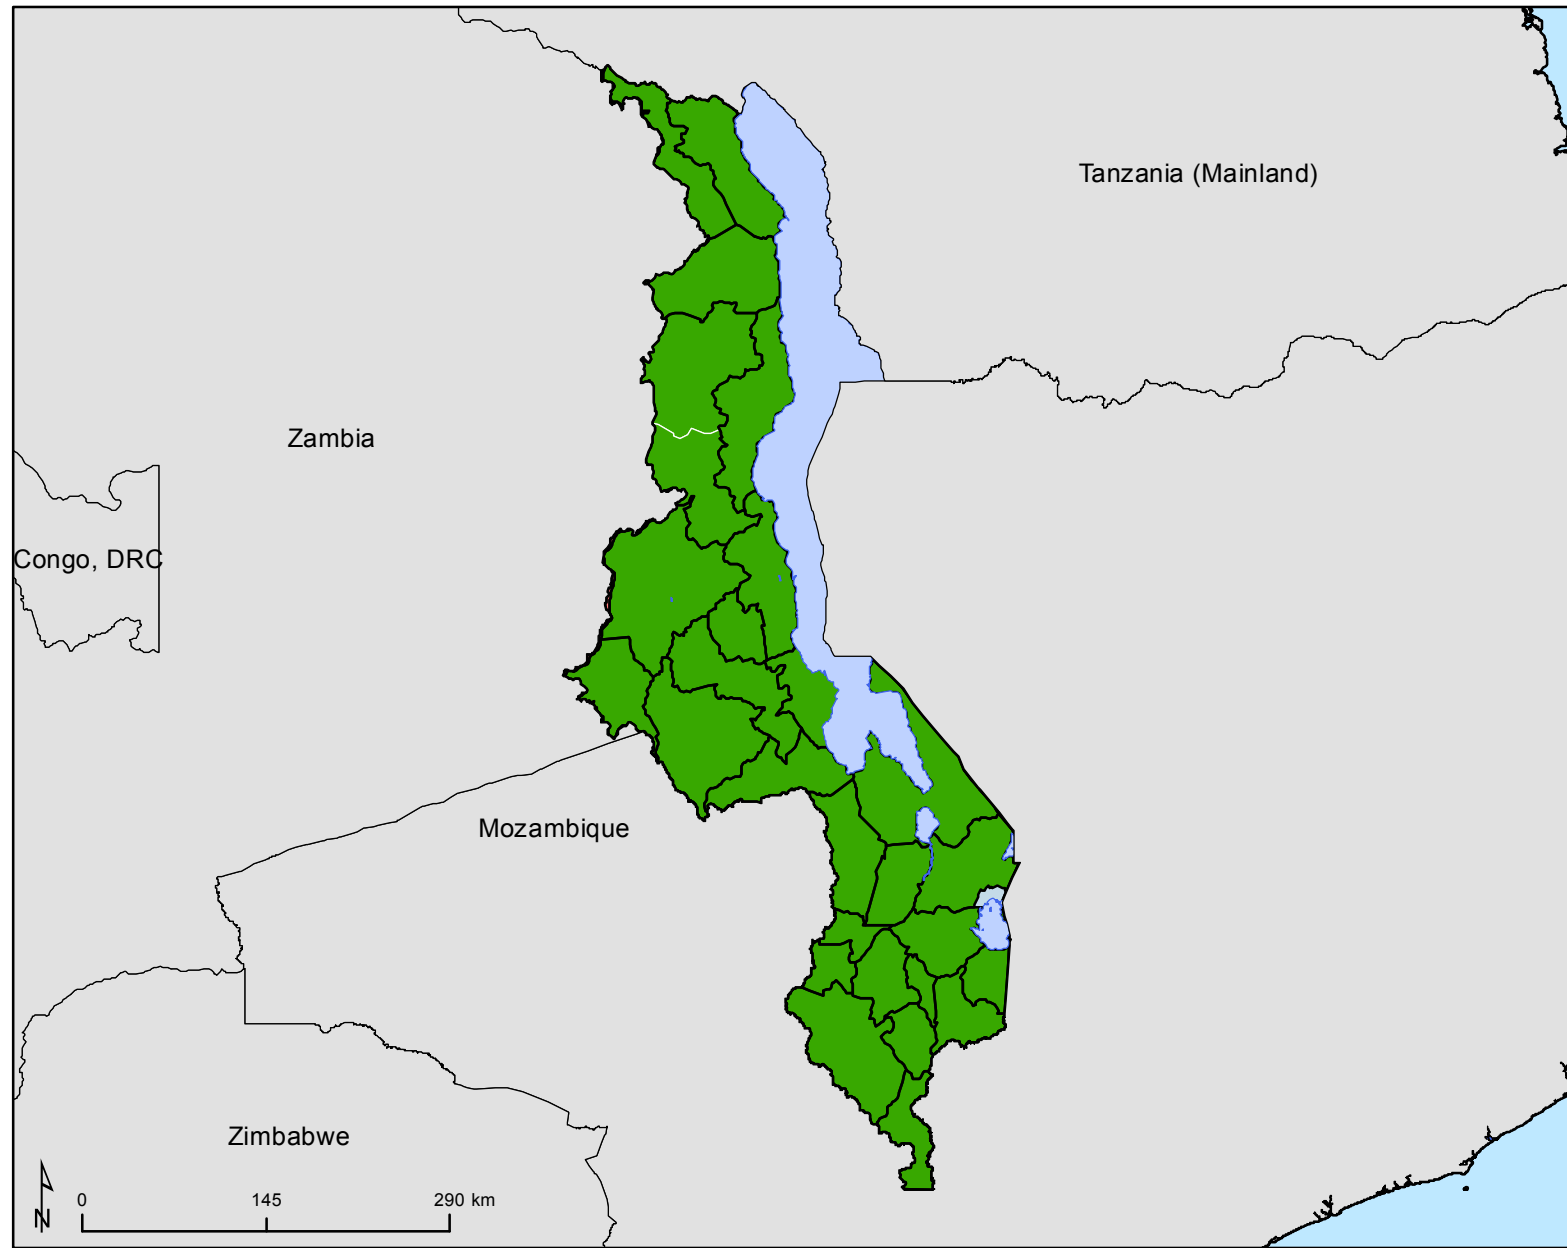 Tanzania (Mainland)
Zambia
Congo, DRC
Mozambique
Zimbabwe
N
0 145 290 km